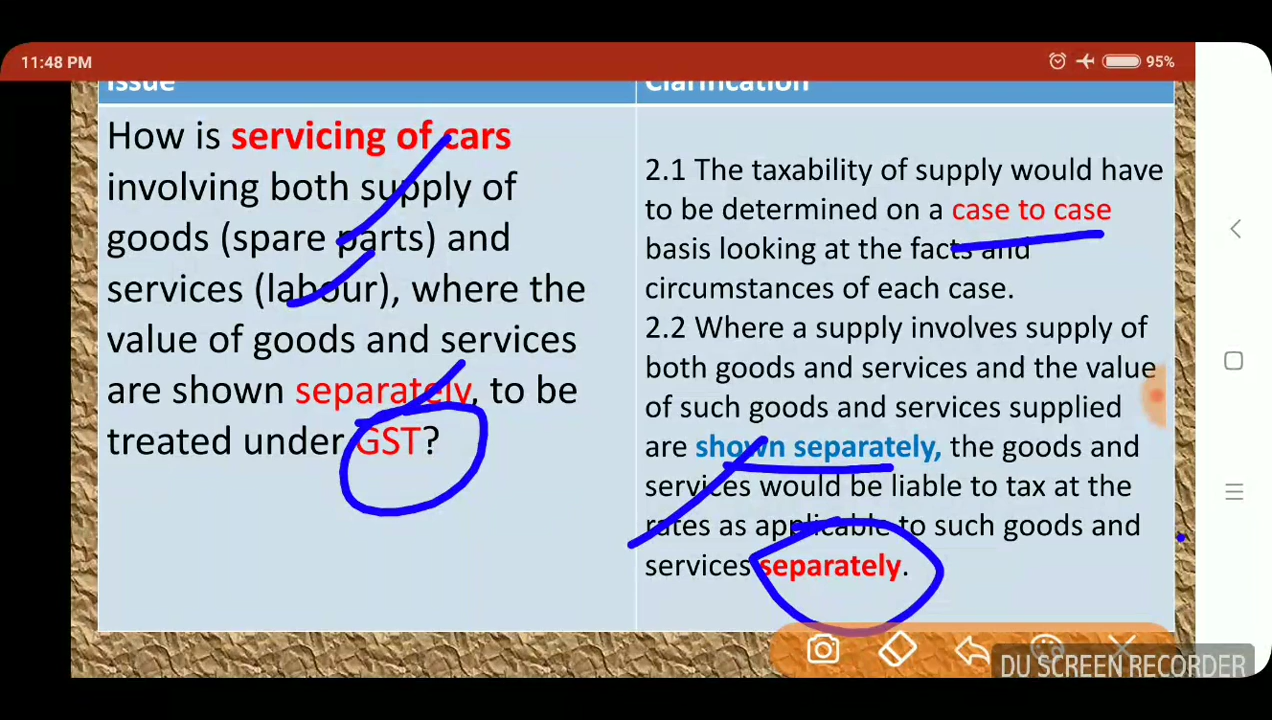 11:48 PM
95%
Issue
Clarification
How is servicing of cars
involving both supply of
goods (spare parts) and
services (labour), where the
value of goods and services
are shown separately, to be
treated under GST?
2.1 The taxability of supply would have
to be determined on a case to case
basis looking at the facts and
circumstances of each case.
2.2 Where a supply involves supply of
both goods and services and the value
of such goods and services supplied
are shown separately, the goods and
services would be liable to tax at the
rates as applicable to such goods and
services separately.
DU SCREEN RECORDER